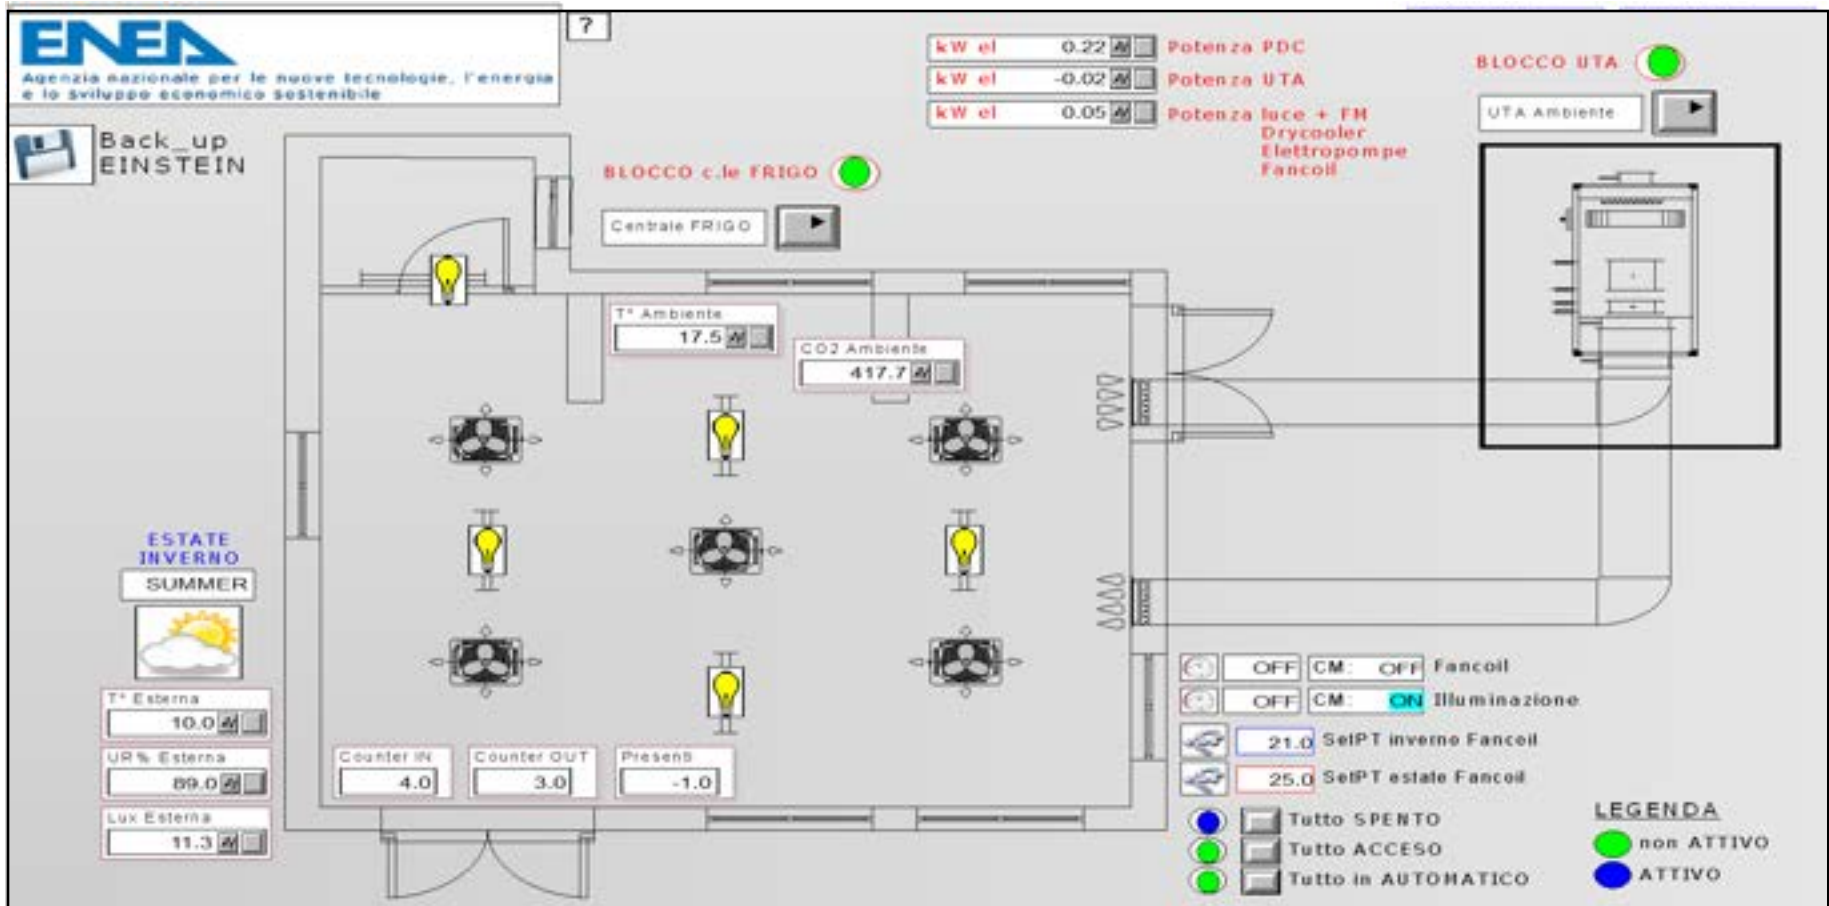 ENEA
Agenzia nazionale per le nuove tecnologie, l'energia
e lo sviluppo economico sostenibile
?
kW el 0.22 Potenza PDC
kW el -0.02 Potenza UTA
kW el 0.05 Potenza luce + FM
Drycooler
Elettropompe
Fancoil
BLOCCO UTA
UTA Ambiente
Back_up
EINSTEIN
BLOCCO c.le FRIGO
Centrale FRIGO
T° Ambiente
17.5
CO2 Ambiente
417.7
ESTATE
INVERNO
SUMMER
T° Esterna
10.0
UR% Esterna
89.0
Lux Esterna
11.3
Counter IN
4.0
Counter OUT
3.0
Presenti
-1.0
OFF CM: OFF Fancoil
OFF CM: ON Illuminazione
21.0 SetPT inverno Fancoil
25.0 SetPT estate Fancoil
Tutto SPENTO
Tutto ACCESO
Tutto in AUTOMATICO
LEGENDA
non ATTIVO
ATTIVO